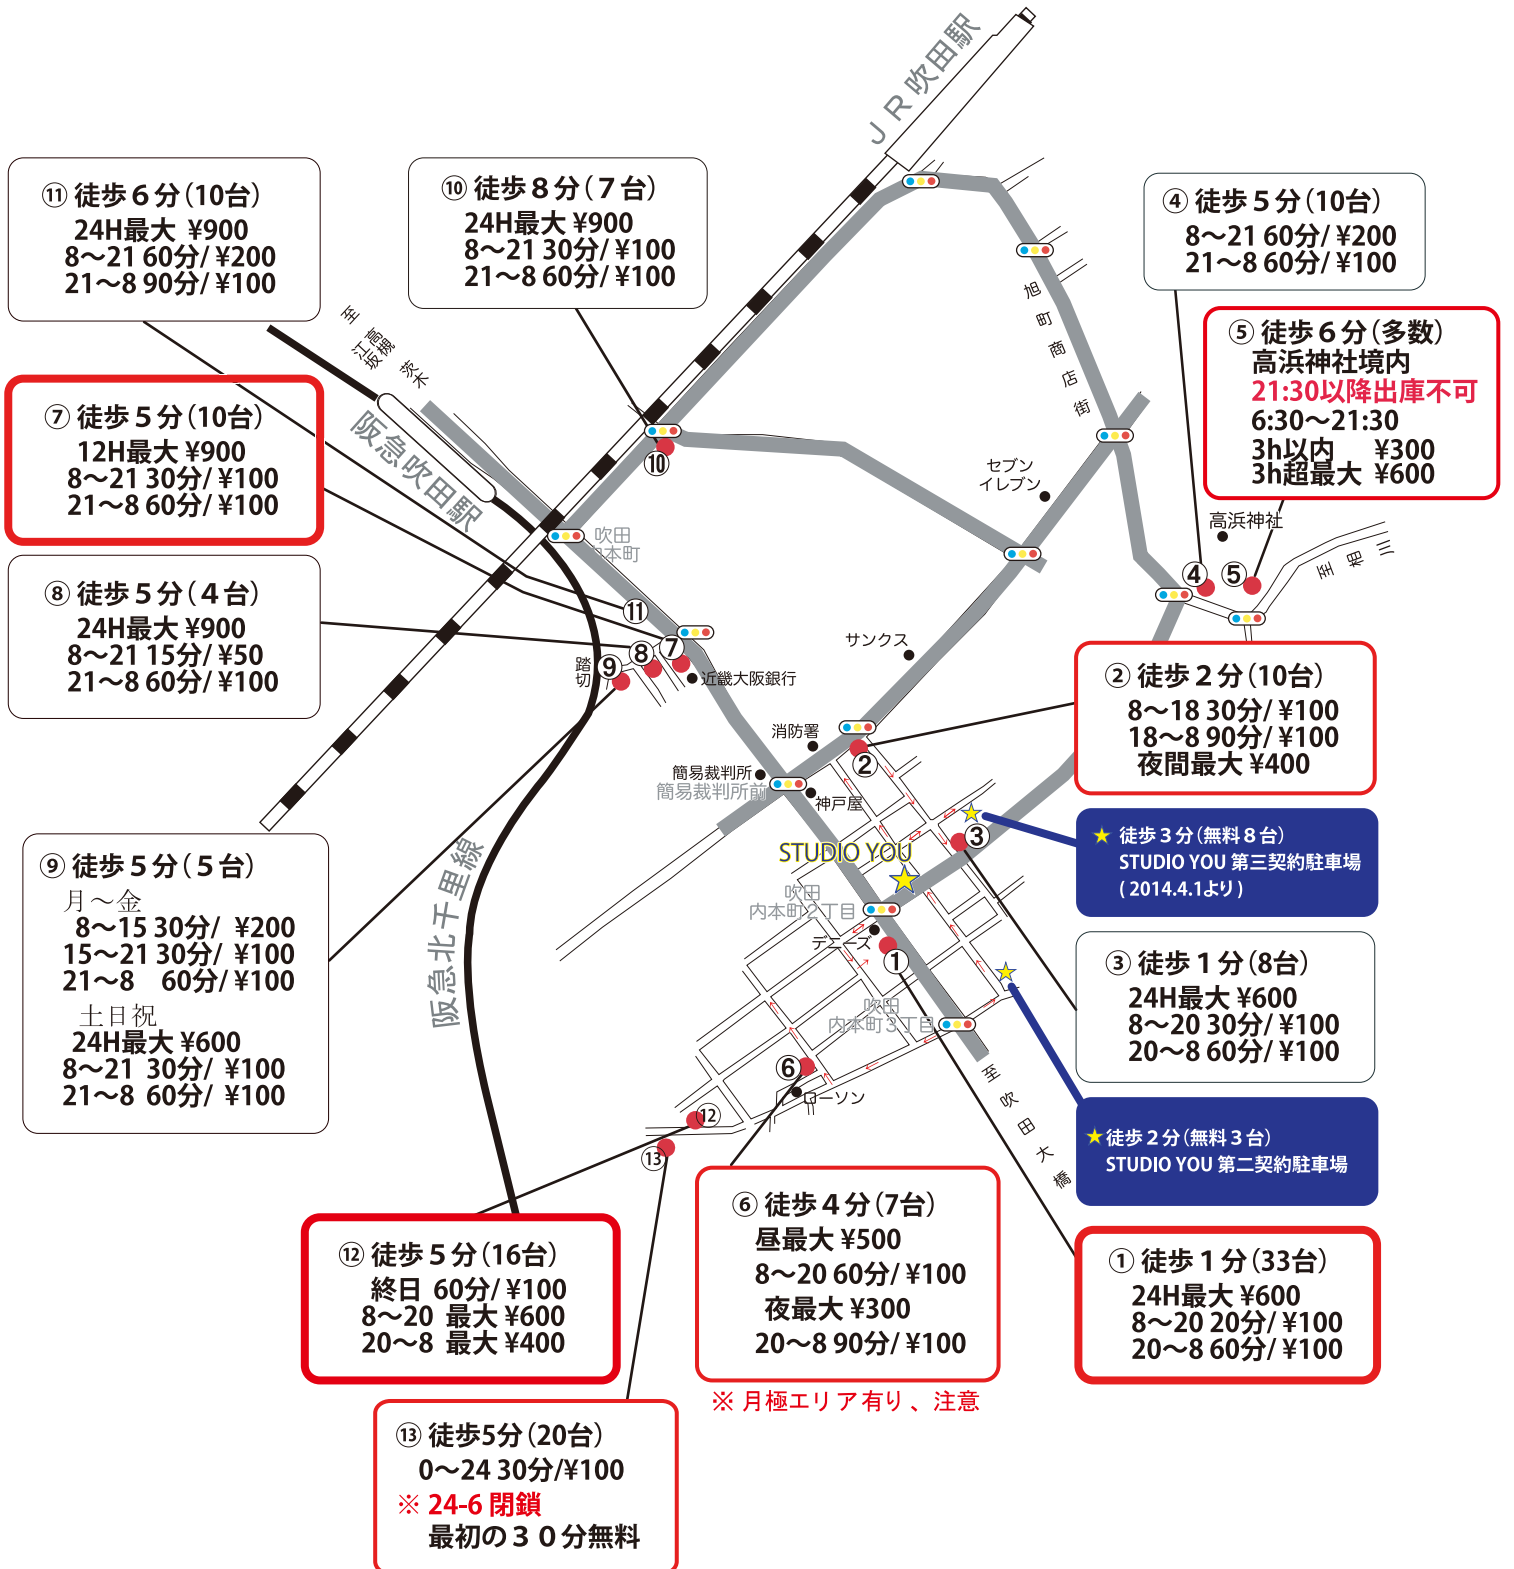 ＪＲ吹田駅
⑪ 徒歩６分（10台）
24H最大 ¥900
8～21 60分/ ¥200
21～8 90分/ ¥100
⑩ 徒歩８分（７台）
24H最大 ¥900
8～21 30分/ ¥100
21～8 60分/ ¥100
④ 徒歩５分（10台）
8～21 60分/ ¥200
21～8 60分/ ¥100
⑤ 徒歩６分（多数）
高浜神社境内
21:30以降出庫不可
6:30～21:30
3h以内 ¥300
3h超最大 ¥600
至
江坂
高槻
茨木
旭町商店街
⑦ 徒歩５分（10台）
12H最大 ¥900
8～21 30分/ ¥100
21～8 60分/ ¥100
阪急吹田駅
⑩
セブン
イレブン
高浜神社
吹田
内本町
至相川
④
⑤
⑧ 徒歩５分（４台）
24H最大 ¥900
8～21 15分/ ¥50
21～8 60分/ ¥100
⑪
⑦
⑧
⑨
踏切
近畿大阪銀行
サンクス
② 徒歩２分（10台）
8～18 30分/ ¥100
18～8 90分/ ¥100
夜間最大 ¥400
消防署
②
簡易裁判所
簡易裁判所前
神戸屋
③
STUDIO YOU
★ 徒歩３分（無料８台）
STUDIO YOU 第三契約駐車場
( 2014.4.1より )
⑨ 徒歩５分（５台）
月～金
8～15 30分/ ¥200
15～21 30分/ ¥100
21～8 60分/ ¥100
土日祝
24H最大 ¥600
8～21 30分/ ¥100
21～8 60分/ ¥100
阪急北千里線
吹田
内本町２丁目
デニーズ
①
③ 徒歩１分（8台）
24H最大 ¥600
8～20 30分/ ¥100
20～8 60分/ ¥100
吹田
内本町３丁目
⑥
ローソン
至吹田大橋
⑫
⑬
★ 徒歩２分（無料３台）
STUDIO YOU 第二契約駐車場
⑥ 徒歩４分（7台）
昼最大 ¥500
8～20 60分/ ¥100
夜最大 ¥300
20～8 90分/ ¥100
※ 月極エリア有り、注意
⑫ 徒歩５分（16台）
終日 60分/ ¥100
8～20 最大 ¥600
20～8 最大 ¥400
① 徒歩１分（33台）
24H最大 ¥600
8～20 20分/ ¥100
20～8 60分/ ¥100
⑬ 徒歩5分（20台）
0～24 30分/¥100
※ 24-6 閉鎖
最初の３０分無料